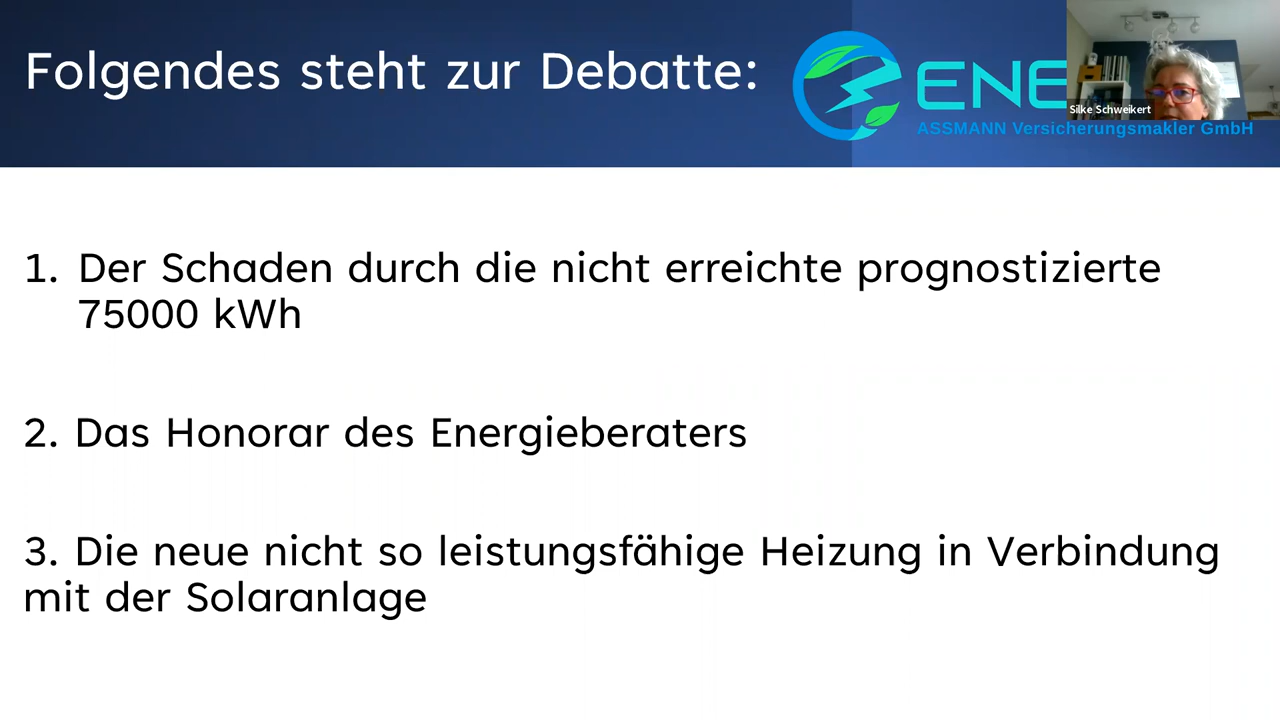 Folgendes steht zur Debatte:
ENE
Silke Schweikert
ASSMANN Versicherungsmakler GmbH
1. Der Schaden durch die nicht erreichte prognostizierte
75000 kWh
2. Das Honorar des Energieberaters
3. Die neue nicht so leistungsfähige Heizung in Verbindung
mit der Solaranlage